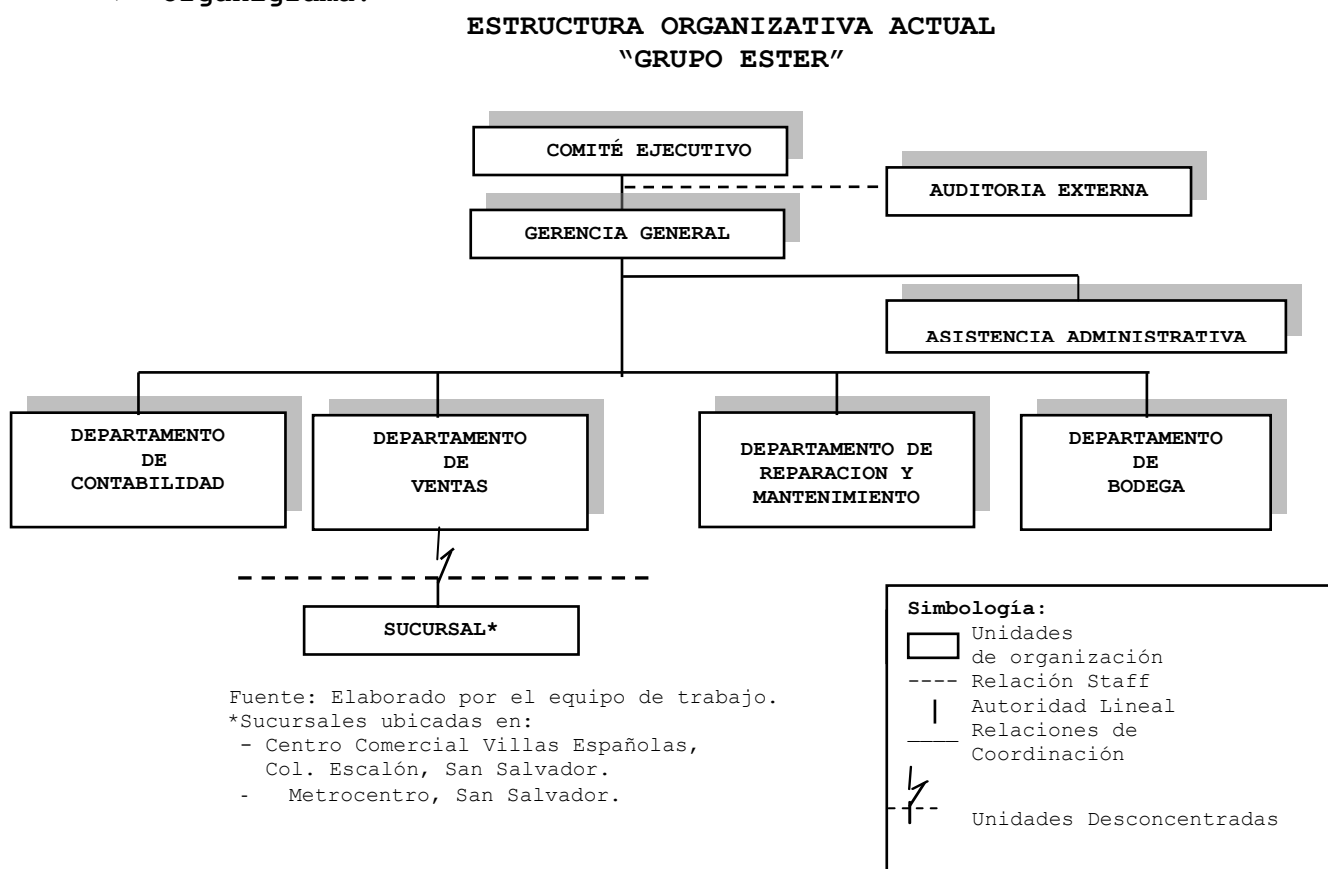 ESTRUCTURA ORGANIZATIVA ACTUAL
“GRUPO ESTER”
COMITÉ EJECUTIVO
AUDITORIA EXTERNA
GERENCIA GENERAL
ASISTENCIA ADMINISTRATIVA
DEPARTAMENTO
DE
CONTABILIDAD
DEPARTAMENTO
DE
VENTAS
DEPARTAMENTO DE
REPARACION Y
MANTENIMIENTO
DEPARTAMENTO
DE
BODEGA
SUCURSAL*
Fuente: Elaborado por el equipo de trabajo.
*Sucursales ubicadas en:
- Centro Comercial Villas Españolas,
Col. Escalón, San Salvador.
- Metrocentro, San Salvador.
Simbología:
Unidades
de organización
Relación Staff
Autoridad Lineal
Relaciones de
Coordinación
Unidades Desconcentradas